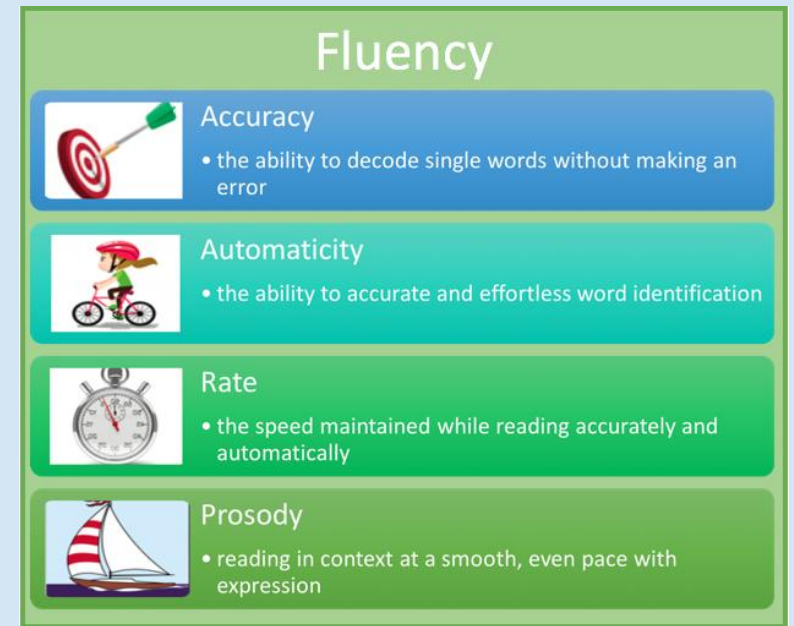 Fluency
Accuracy
• the ability to decode single words without making an
error
Automaticity
• the ability to accurate and effortless word identification
Rate
• the speed maintained while reading accurately and
automatically
Prosody
• reading in context at a smooth, even pace with
expression